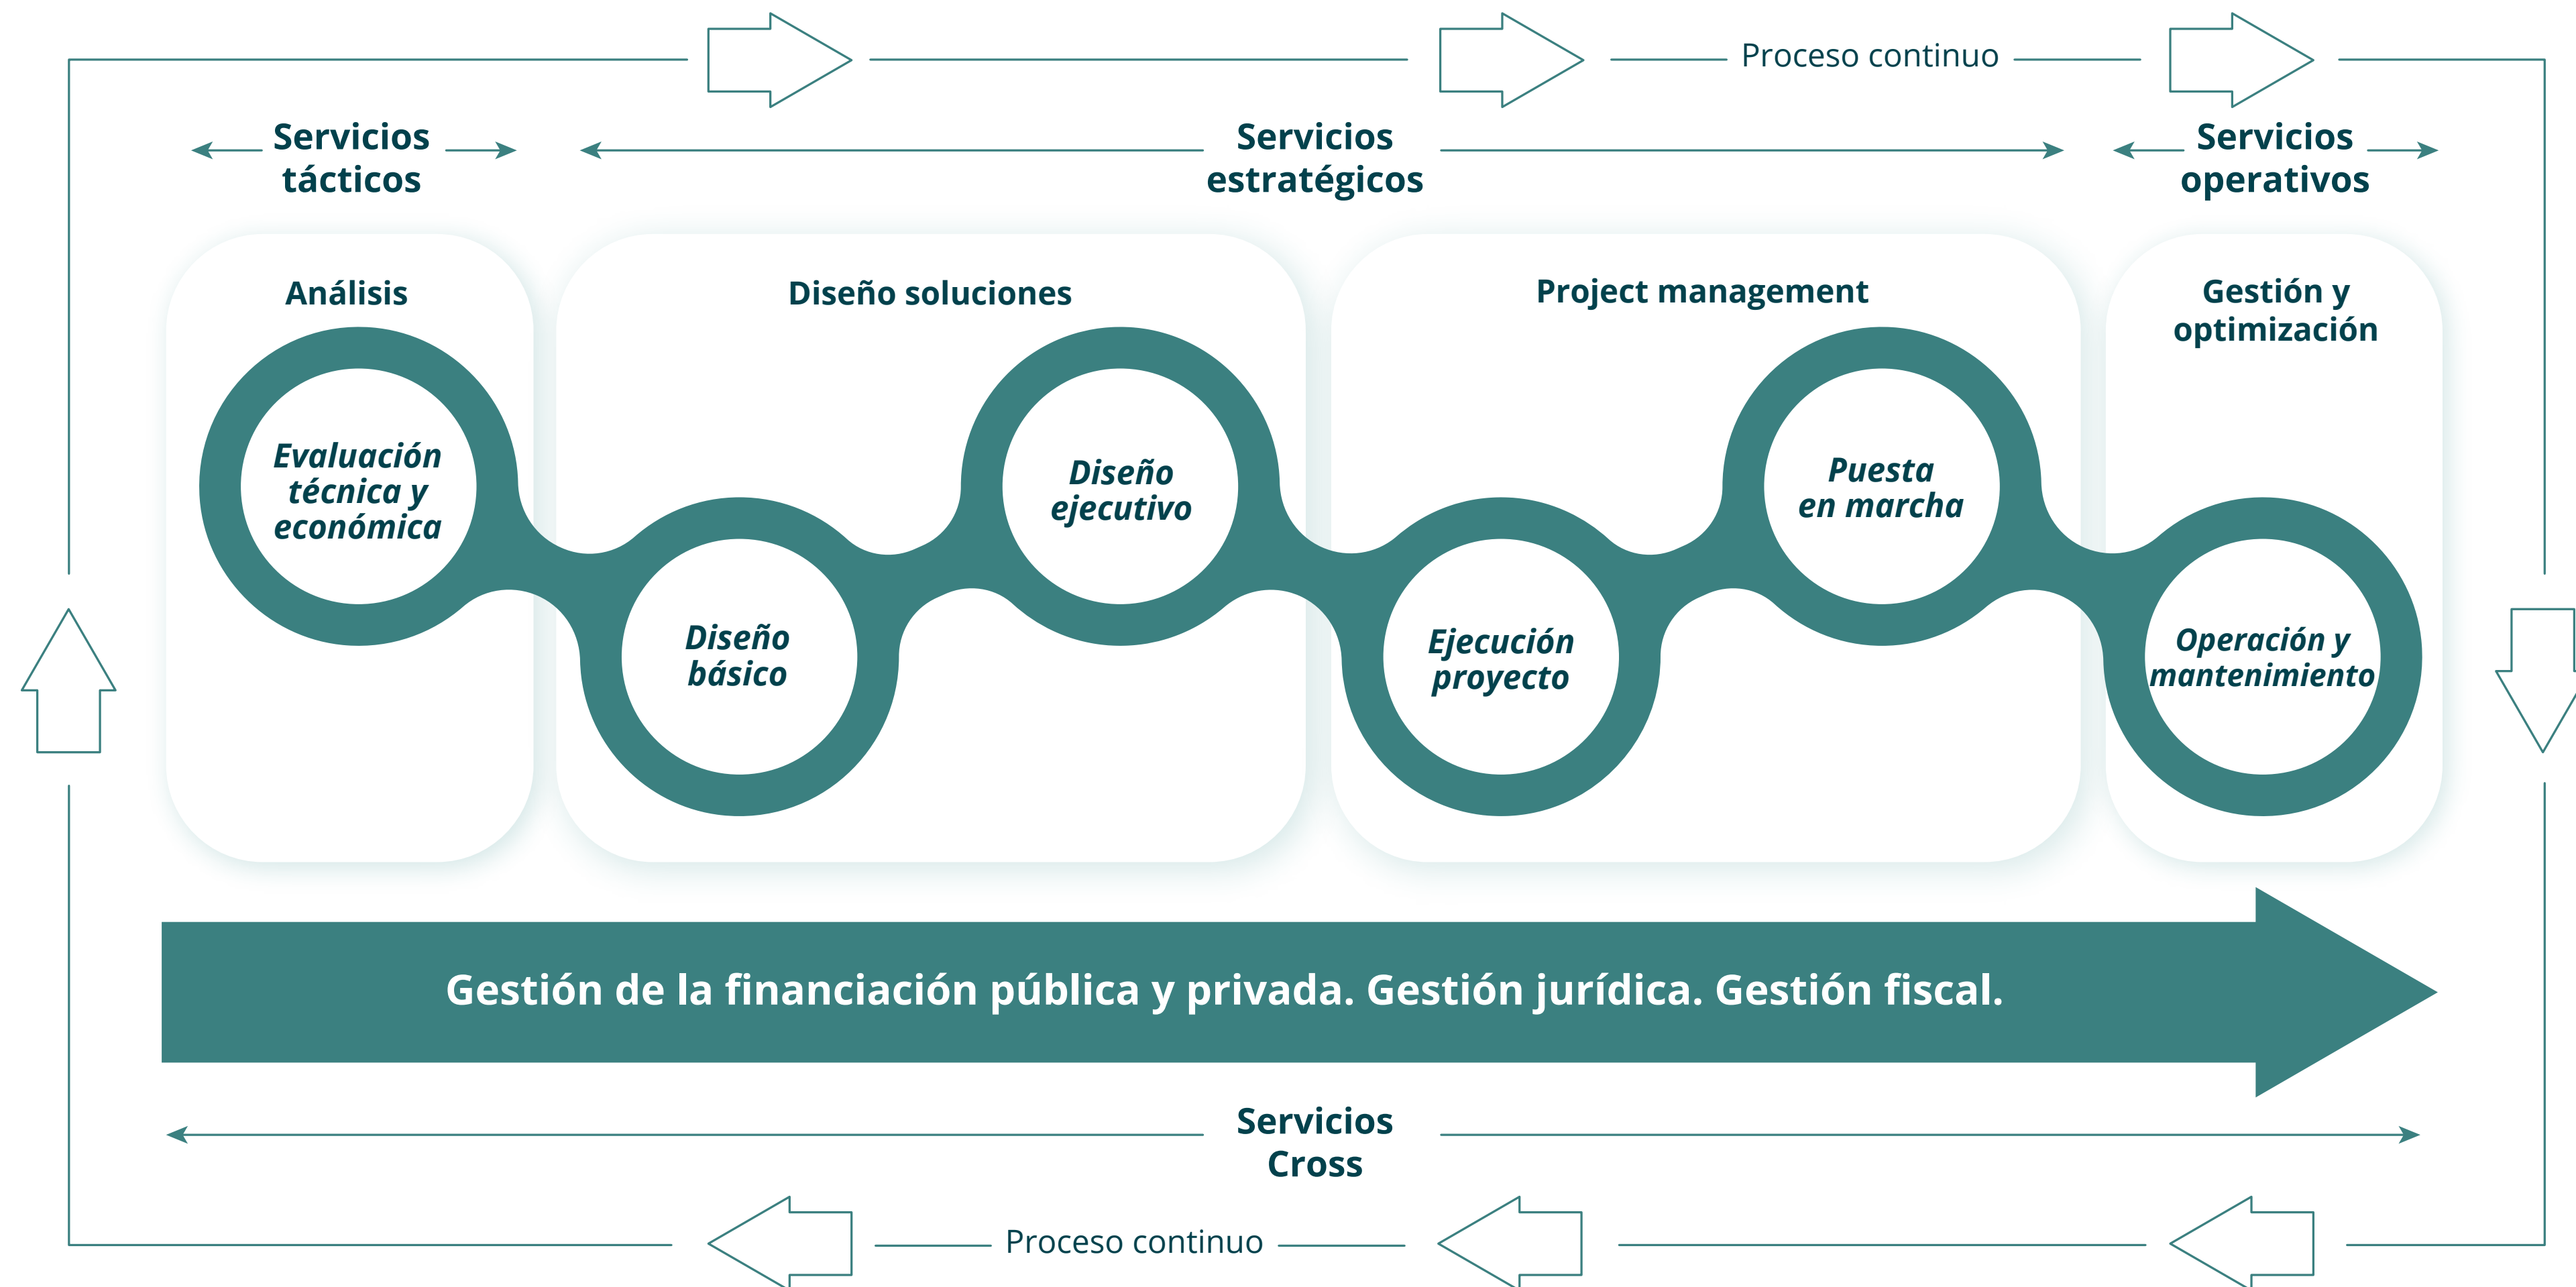 Proceso continuo
Servicios
tácticos
Servicios
estratégicos
Servicios
operativos
Análisis
Diseño soluciones
Project management
Gestión y
optimización
Evaluación
técnica y
económica
Diseño
básico
Diseño
ejecutivo
Ejecución
proyecto
Puesta
en marcha
Operación y
mantenimiento
Gestión de la financiación pública y privada. Gestión jurídica. Gestión fiscal.
Servicios
Cross
Proceso continuo